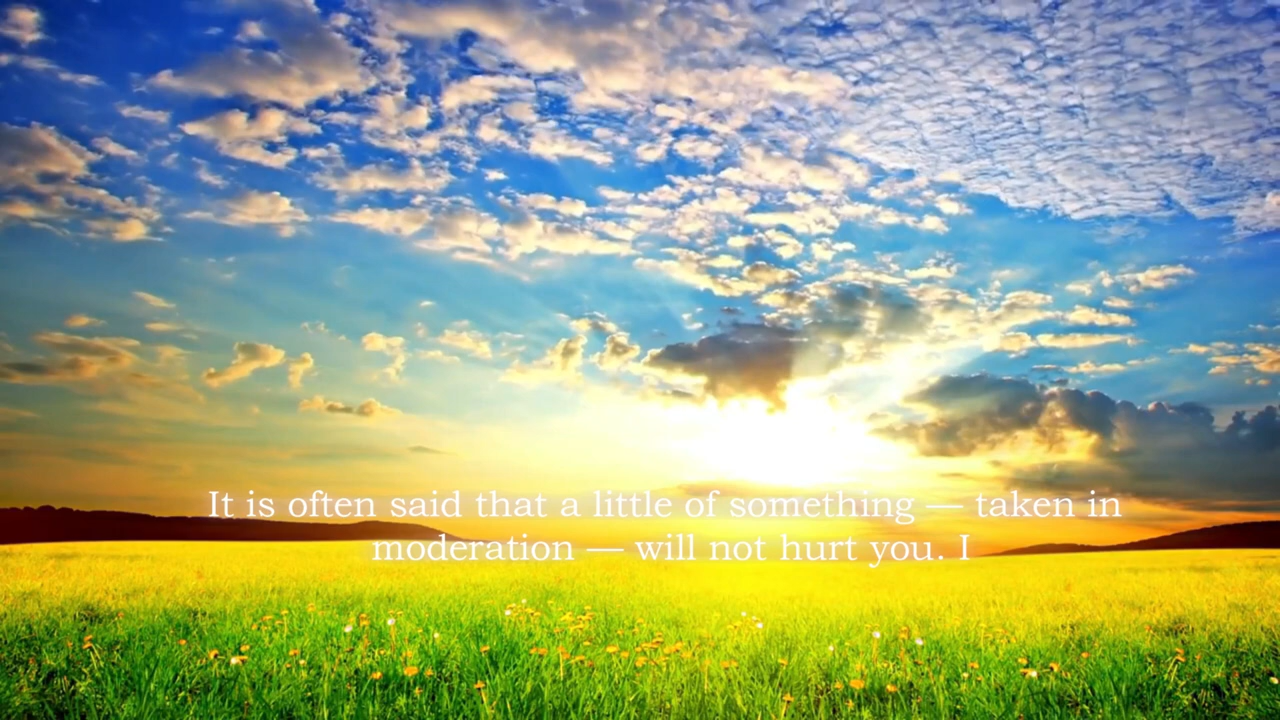 It is often said that a little of something — taken in
moderation — will not hurt you. I